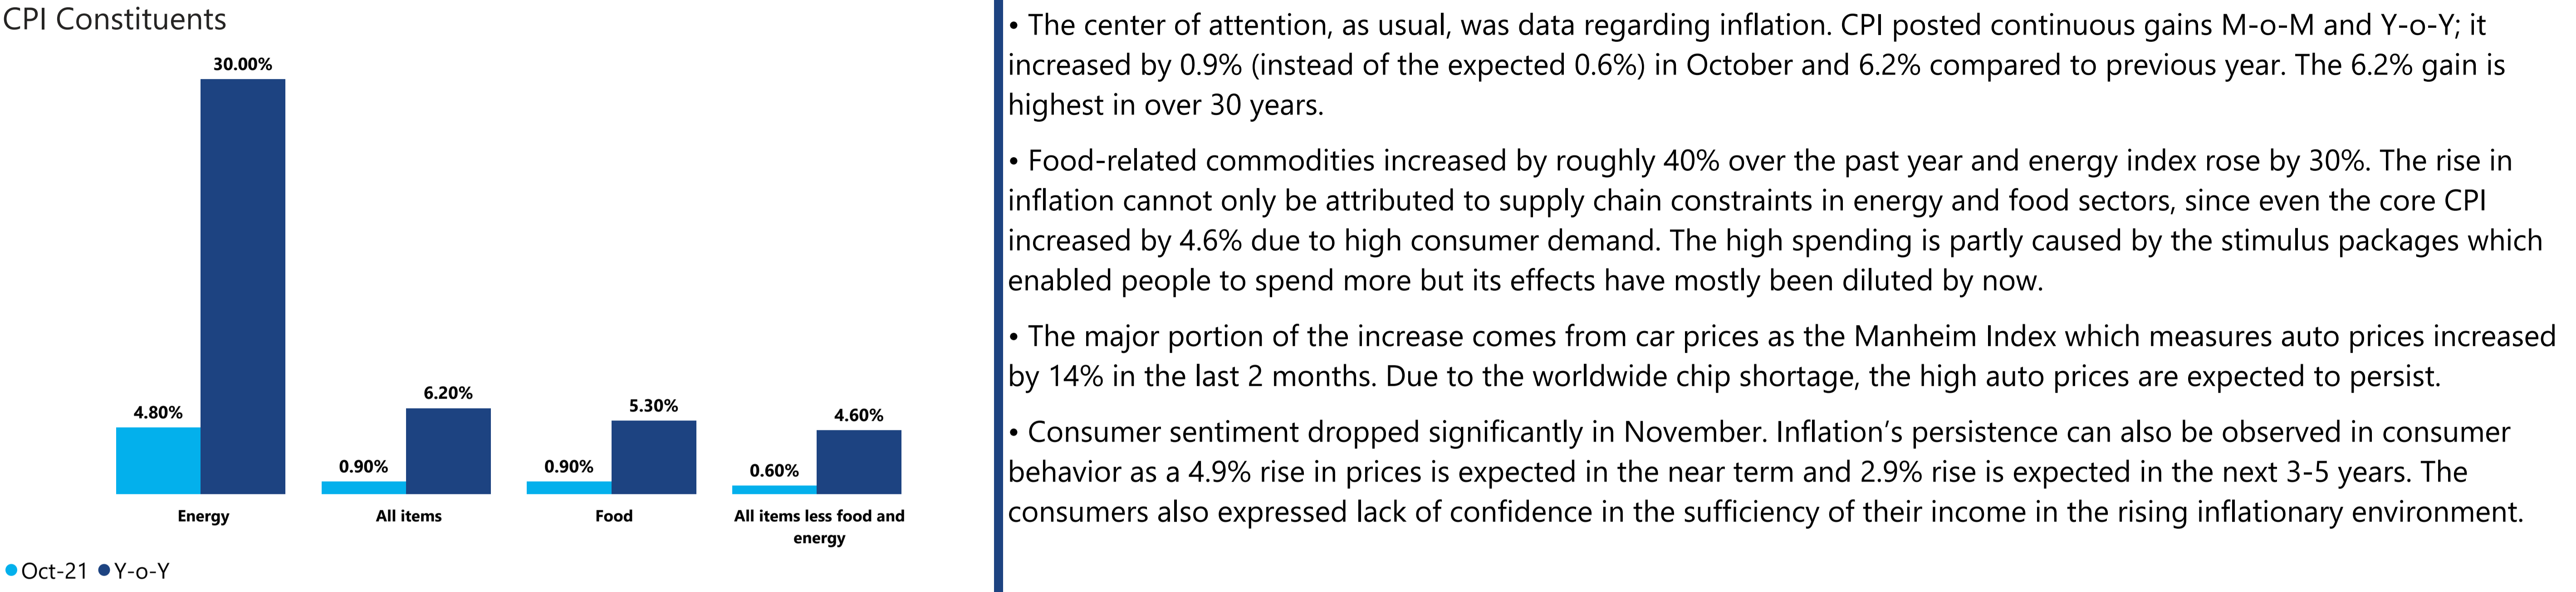 CPI Constituents
30.00%
4.80%
6.20%
0.90%
5.30%
0.90%
4.60%
0.60%
Energy
All items
Food
All items less food and
energy
Oct-21 Y-o-Y
• The center of attention, as usual, was data regarding inflation. CPI posted continuous gains M-o-M and Y-o-Y; it
increased by 0.9% (instead of the expected 0.6%) in October and 6.2% compared to previous year. The 6.2% gain is
highest in over 30 years.
• Food-related commodities increased by roughly 40% over the past year and energy index rose by 30%. The rise in
inflation cannot only be attributed to supply chain constraints in energy and food sectors, since even the core CPI
increased by 4.6% due to high consumer demand. The high spending is partly caused by the stimulus packages which
enabled people to spend more but its effects have mostly been diluted by now.
• The major portion of the increase comes from car prices as the Manheim Index which measures auto prices increased
by 14% in the last 2 months. Due to the worldwide chip shortage, the high auto prices are expected to persist.
• Consumer sentiment dropped significantly in November. Inflation’s persistence can also be observed in consumer
behavior as a 4.9% rise in prices is expected in the near term and 2.9% rise is expected in the next 3-5 years. The
consumers also expressed lack of confidence in the sufficiency of their income in the rising inflationary environment.